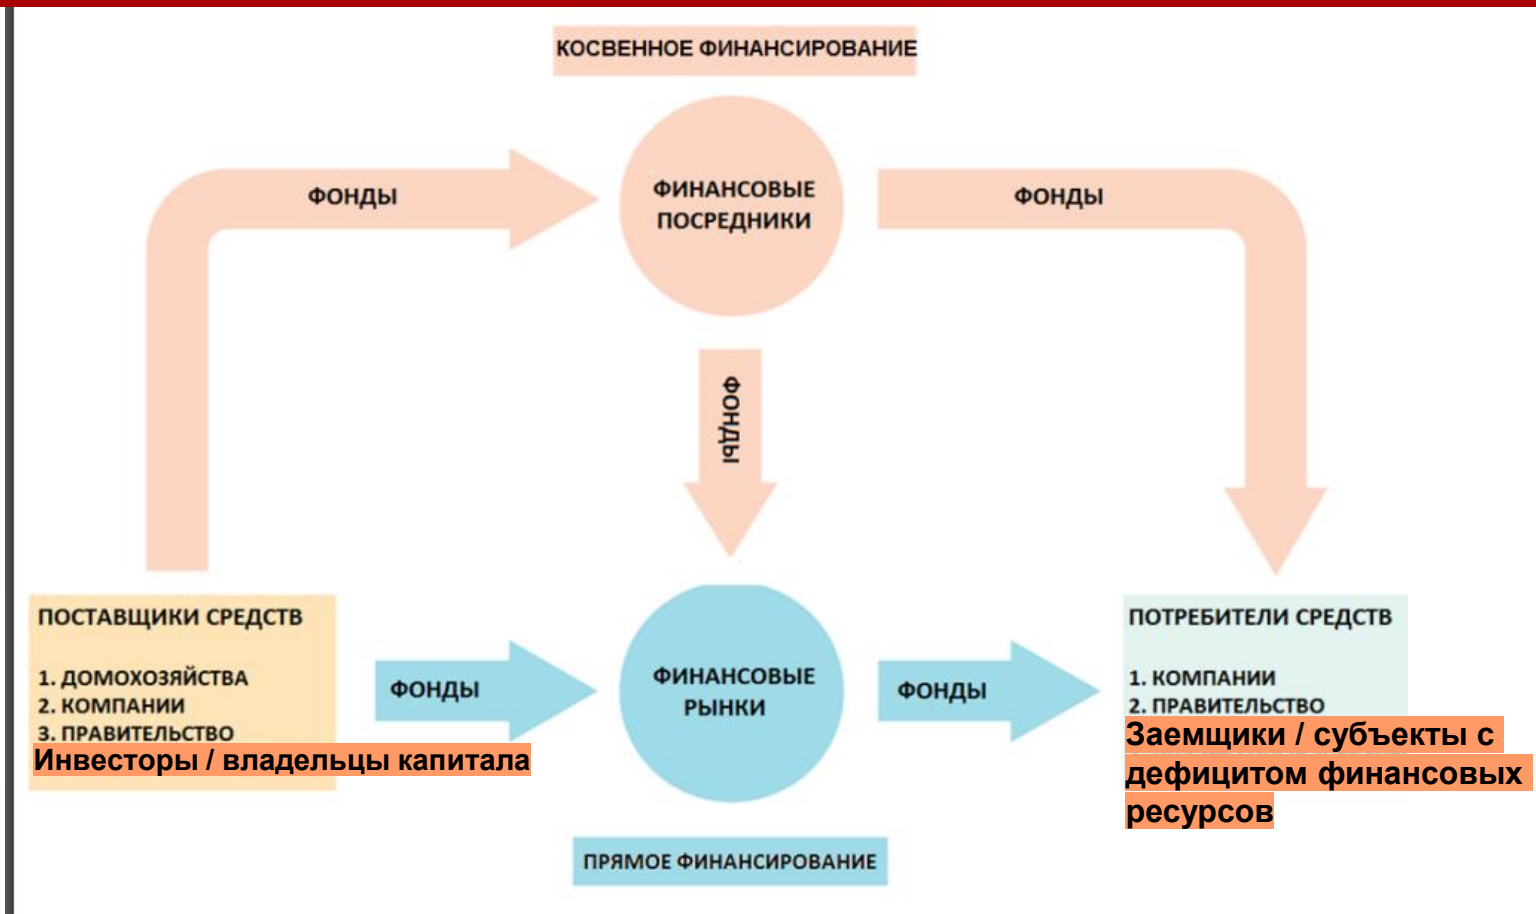 КОСВЕННОЕ ФИНАНСИРОВАНИЕ
ФОНДЫ
ФИНАНСОВЫЕ
ПОСРЕДНИКИ
ФОНДЫ
ФОНДЫ
ПОСТАВЩИКИ СРЕДСТВ
1. ДОМОХОЗЯЙСТВА
2. КОМПАНИИ
3. ПРАВИТЕЛЬСТВО
Инвесторы / владельцы капитала
ФОНДЫ
ФИНАНСОВЫЕ
РЫНКИ
ФОНДЫ
ПОТРЕБИТЕЛИ СРЕДСТВ
1. КОМПАНИИ
2. ПРАВИТЕЛЬСТВО
Заемщики / субъекты с
дефицитом финансовых
ресурсов
ПРЯМОЕ ФИНАНСИРОВАНИЕ